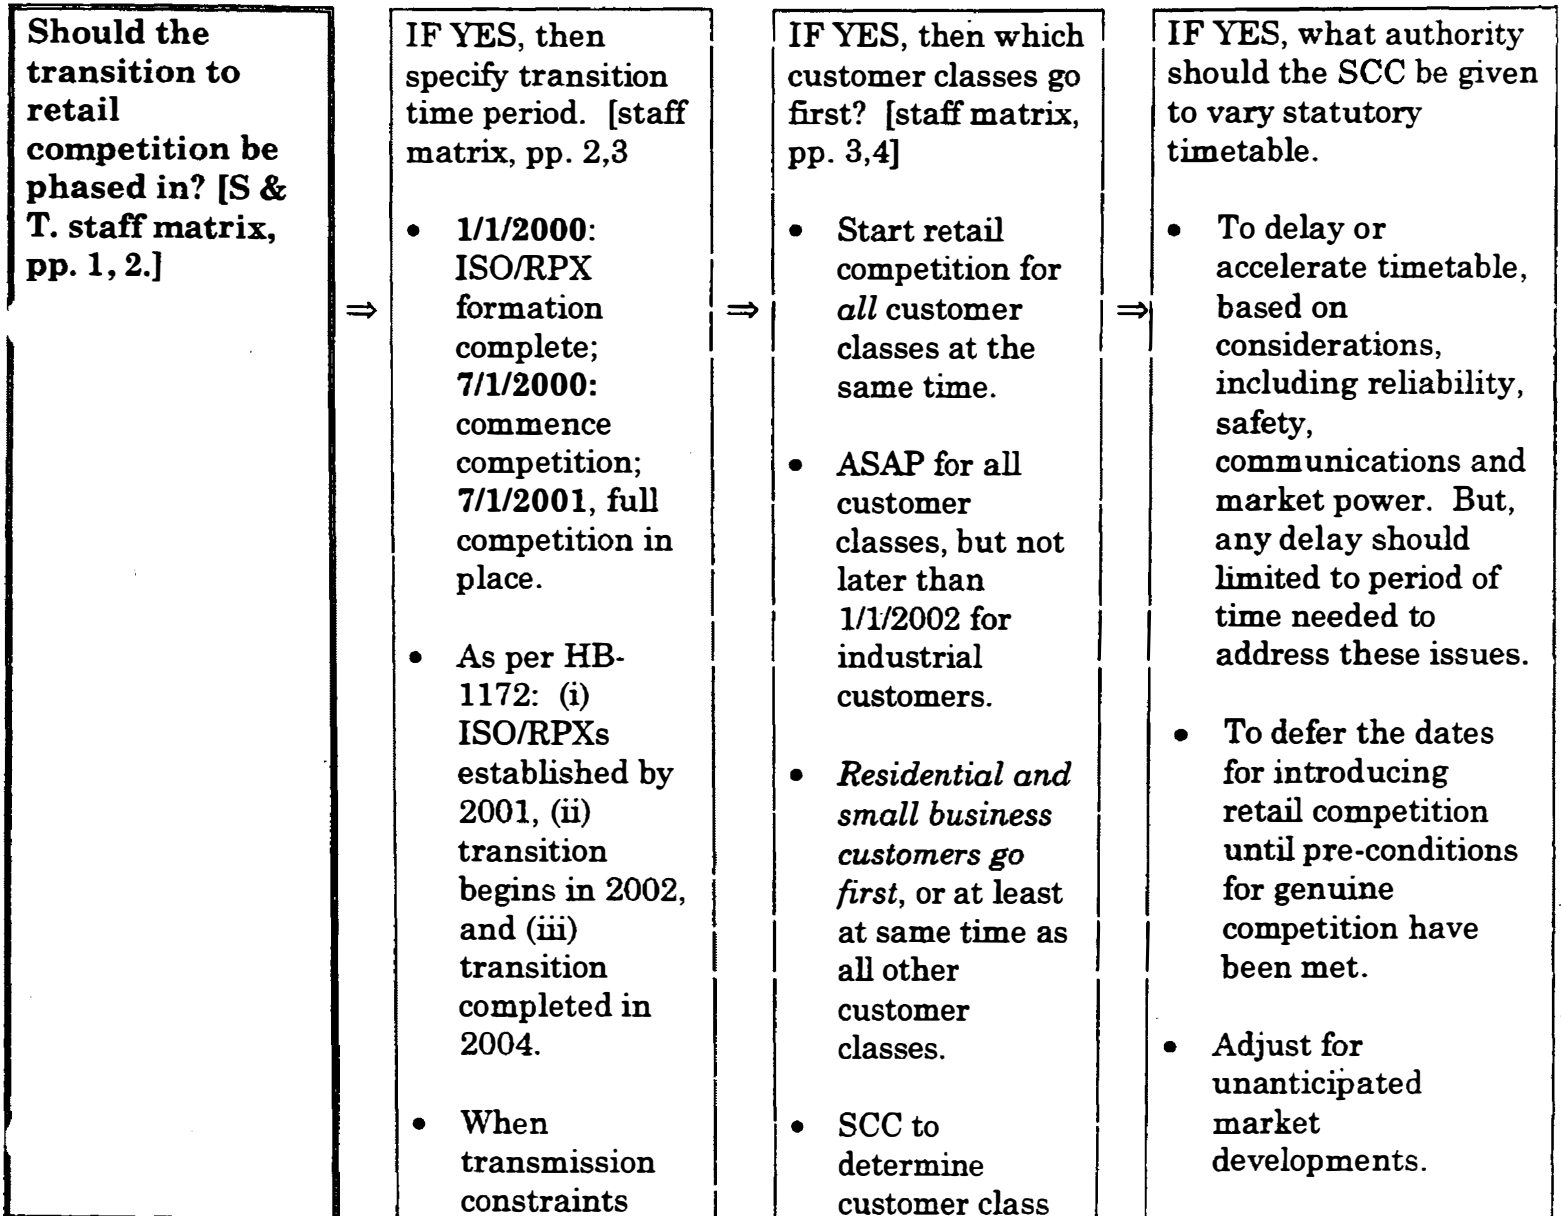 Should the
transition to
retail
competition be
phased in? [S &
T. staff matrix,
pp. 1, 2.]
⇒
IF YES, then
specify transition
time period. [staff
matrix, pp. 2,3
• 1/1/2000:
ISO/RPX
formation
complete;
7/1/2000:
commence
competition;
7/1/2001, full
competition in
place.
• As per HB-
1172: (i)
ISO/RPXs
established by
2001, (ii)
transition
begins in 2002,
and (iii)
transition
completed in
2004.
• When
transmission
constraints
⇒
IF YES, then which
customer classes go
first? [staff matrix,
pp. 3,4]
• Start retail
competition for
all customer
classes at the
same time.
• ASAP for all
customer
classes, but not
later than
1/1/2002 for
industrial
customers.
• Residential and
small business
customers go
first, or at least
at same time as
all other
customer
classes.
• SCC to
determine
customer class
⇒
IF YES, what authority
should the SCC be given
to vary statutory
timetable.
• To delay or
accelerate timetable,
based on
considerations,
including reliability,
safety,
communications and
market power. But,
any delay should
limited to period of
time needed to
address these issues.
• To defer the dates
for introducing
retail competition
until pre-conditions
for genuine
competition have
been met.
• Adjust for
unanticipated
market
developments.